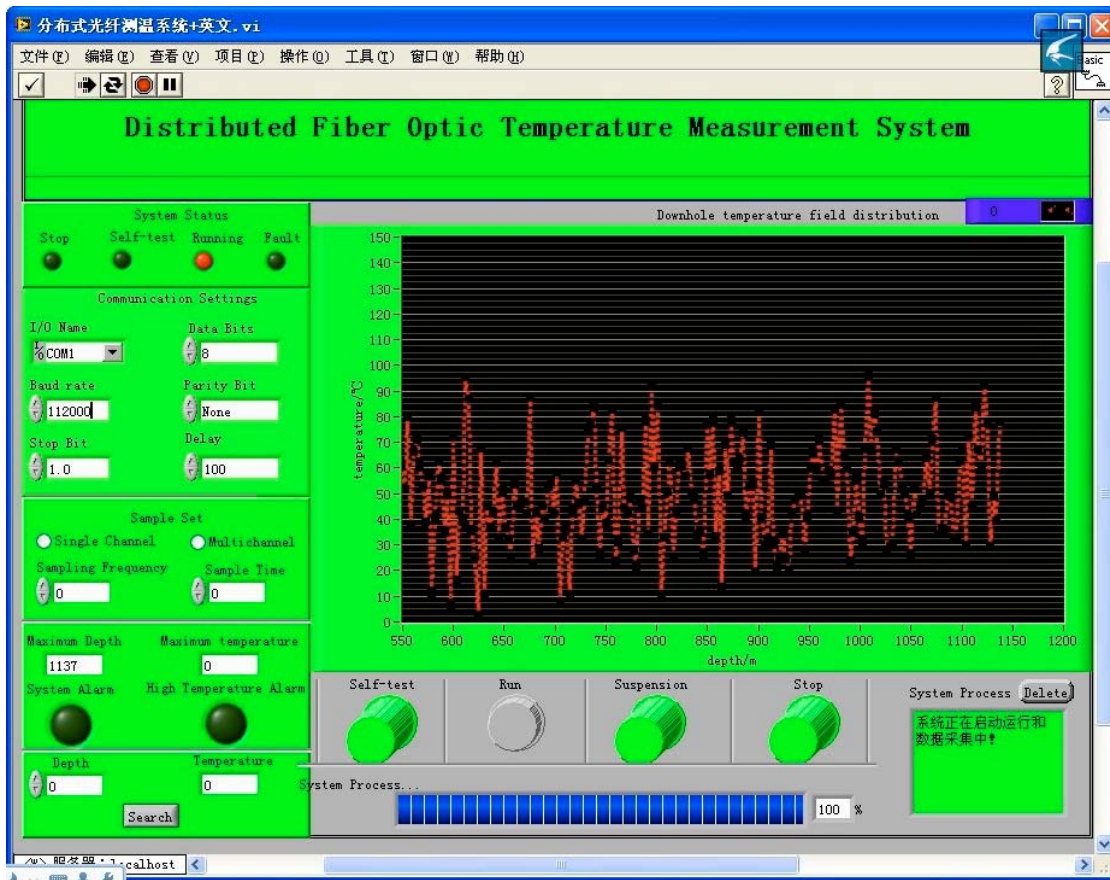 分布式光纤测温系统+英文.vi
文件(F) 编辑(E) 查看(V) 项目(P) 操作(O) 工具(T) 窗口(W) 帮助(H)
Basic
Distributed Fiber Optic Temperature Measurement System
System Status
Stop Self-test Running Fault
Communication Settings
I/O Name Data Bits
COM1 8
Baud rate Parity Bit
112000 None
Stop Bit Delay
1.0 100
Sample Set
Single Channel Multichannel
Sampling Frequency Sample Time
0 0
Maximum Depth Maximum temperature
1137 0
System Alarm High Temperature Alarm
Depth Temperature
0 0
Search
Downhole temperature field distribution 0
temperature/℃
150
140
130
120
110
100
90
80
70
60
50
40
30
20
10
0
550 600 650 700 750 800 850 900 950 1000 1050 1100 1150 1200
depth/m
Self-test Run Suspension Stop
System Process Delete
系统正在启动运行和
数据采集中!
System Process...
100 %
服务器:localhost